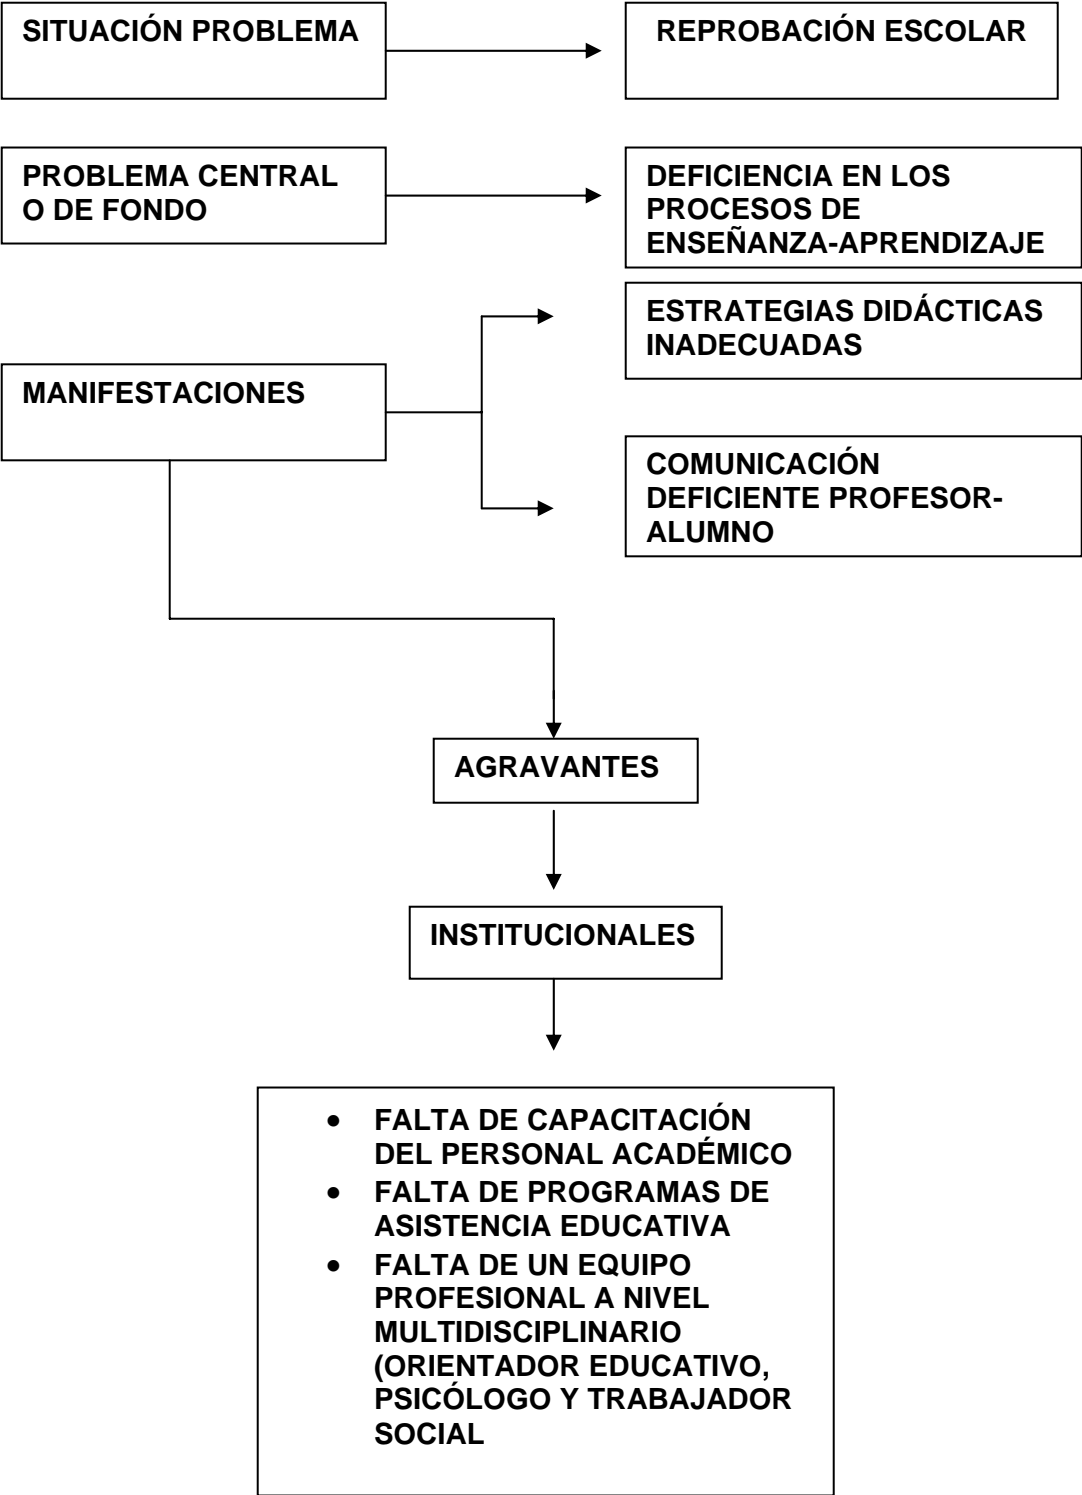 SITUACIÓN PROBLEMA
REPROBACIÓN ESCOLAR
PROBLEMA CENTRAL
O DE FONDO
DEFICIENCIA EN LOS
PROCESOS DE
ENSEÑANZA-APRENDIZAJE
MANIFESTACIONES
ESTRATEGIAS DIDÁCTICAS
INADECUADAS
COMUNICACIÓN
DEFICIENTE PROFESOR-
ALUMNO
AGRAVANTES
INSTITUCIONALES
• FALTA DE CAPACITACIÓN
DEL PERSONAL ACADÉMICO
• FALTA DE PROGRAMAS DE
ASISTENCIA EDUCATIVA
• FALTA DE UN EQUIPO
PROFESIONAL A NIVEL
MULTIDISCIPLINARIO
(ORIENTADOR EDUCATIVO,
PSICÓLOGO Y TRABAJADOR
SOCIAL